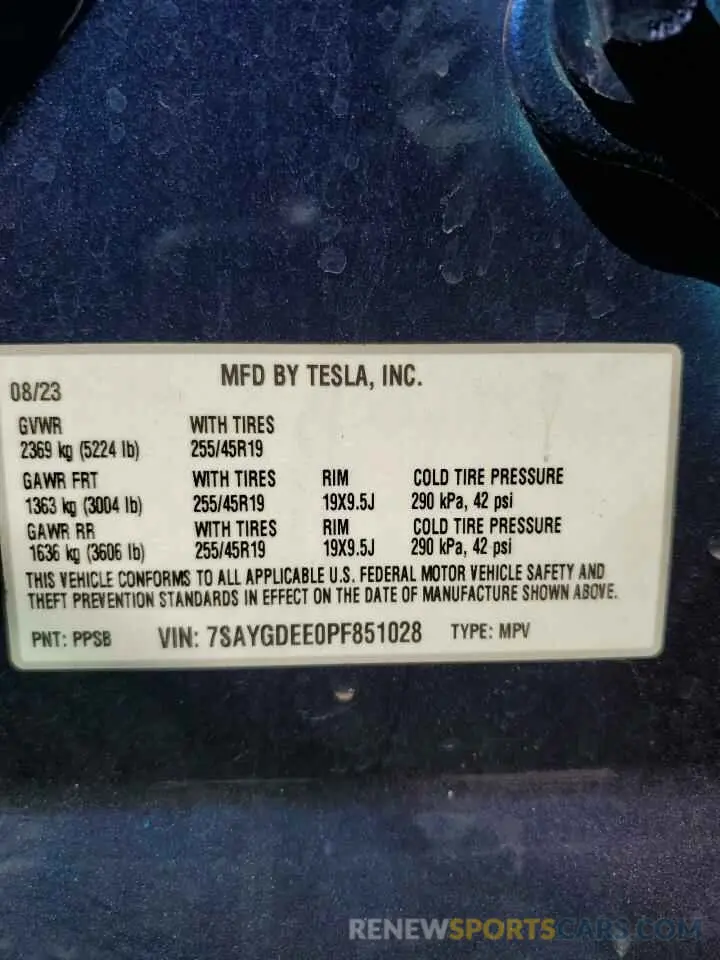 MFD BY TESLA, INC.
08/23
GVWR WITH TIRES
2369 kg (5224 lb) 255/45R19
GAWR FRT WITH TIRES RIM COLD TIRE PRESSURE
1363 kg (3004 lb) 255/45R19 19X9.5J 290 kPa, 42 psi
GAWR RR WITH TIRES RIM COLD TIRE PRESSURE
1636 kg (3606 lb) 255/45R19 19X9.5J 290 kPa, 42 psi
THIS VEHICLE CONFORMS TO ALL APPLICABLE U.S. FEDERAL MOTOR VEHICLE SAFETY AND
THEFT PREVENTION STANDARDS IN EFFECT ON THE DATE OF MANUFACTURE SHOWN ABOVE.
PNT: PPSB VIN: 7SAYGDEE0PF851028 TYPE: MPV
RENEWSPORTSCARS.COM